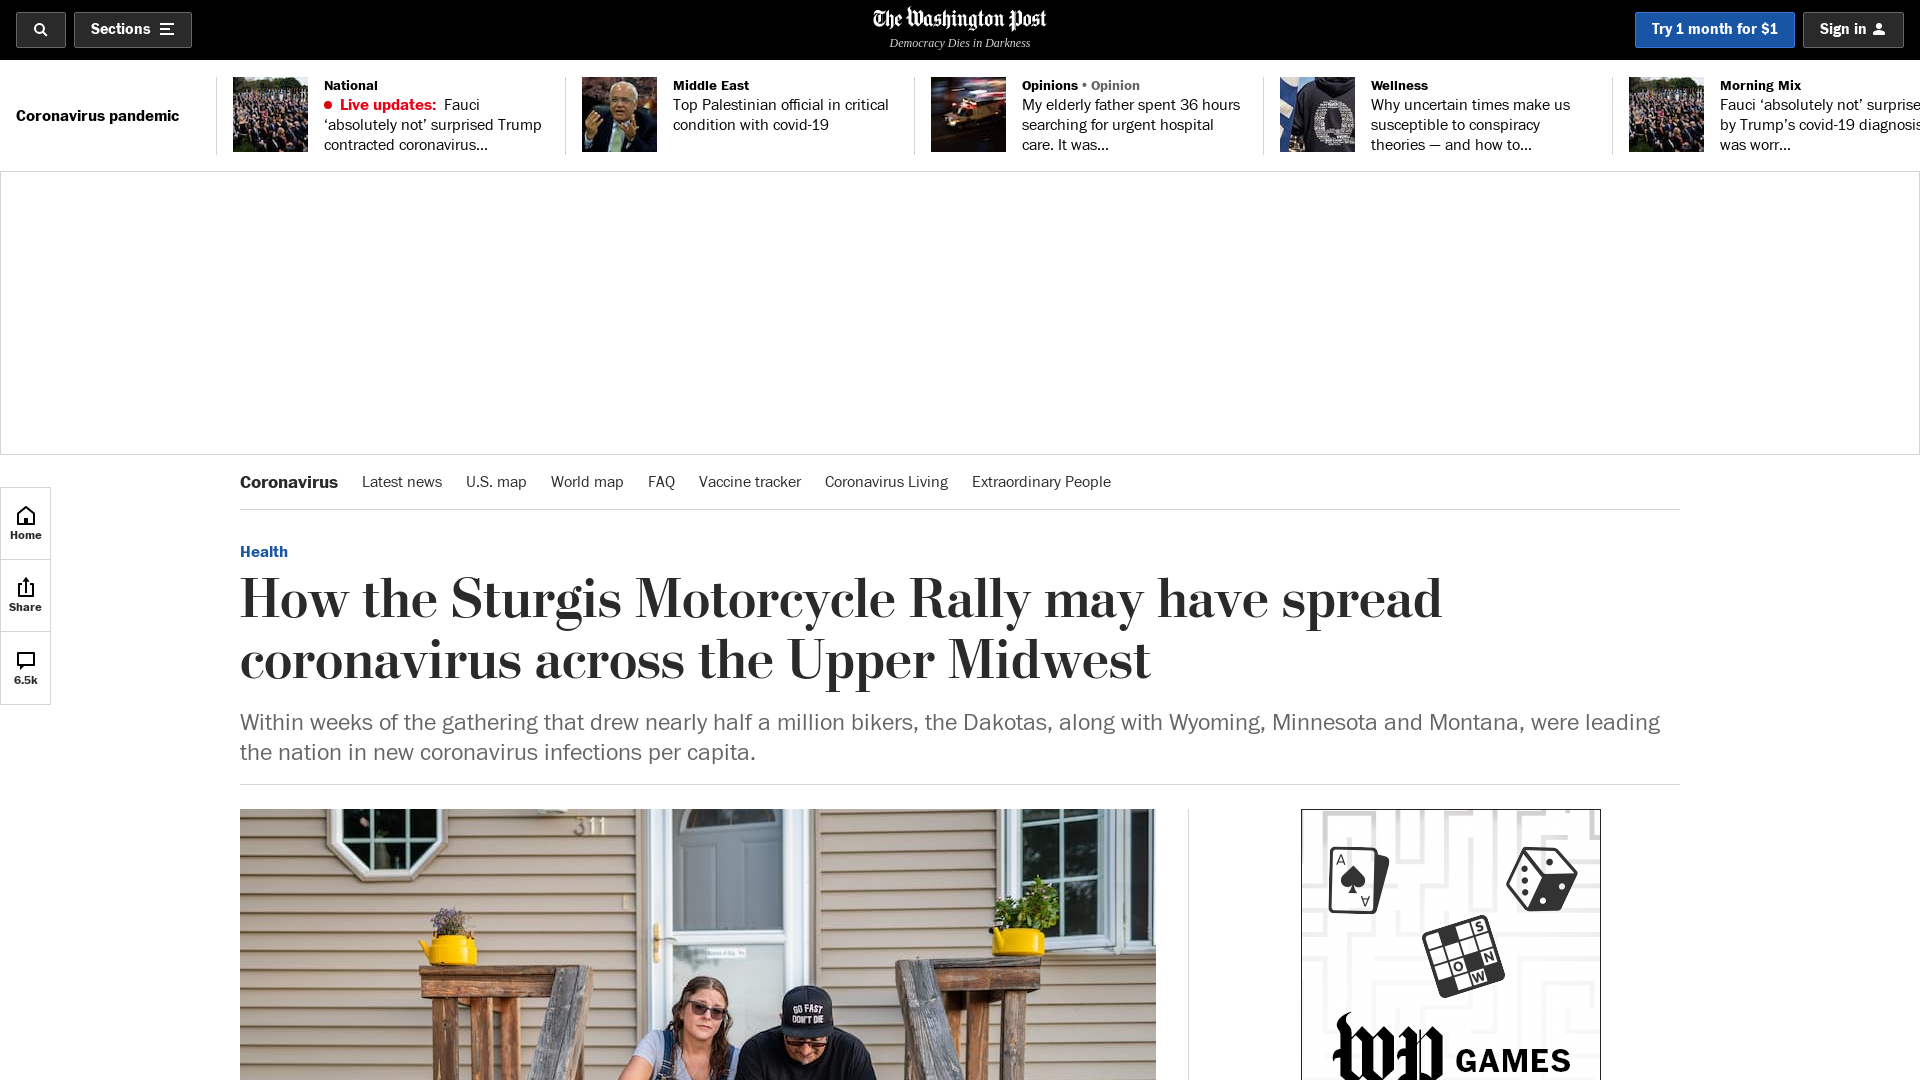 Sections
The Washington Post
Democracy Dies in Darkness
Try 1 month for $1
Sign in
Coronavirus pandemic
National
Live updates: Fauci
‘absolutely not’ surprised Trump
contracted coronavirus...
Middle East
Top Palestinian official in critical
condition with covid-19
Opinions • Opinion
My elderly father spent 36 hours
searching for urgent hospital
care. It was...
Wellness
Why uncertain times make us
susceptible to conspiracy
theories — and how to...
Morning Mix
Fauci ‘absolutely not’ surprise
by Trump’s covid-19 diagnosis
was worr...
Coronavirus
Latest news
U.S. map
World map
FAQ
Vaccine tracker
Coronavirus Living
Extraordinary People
Home
Share
6.5k
Health
How the Sturgis Motorcycle Rally may have spread
coronavirus across the Upper Midwest
Within weeks of the gathering that drew nearly half a million bikers, the Dakotas, along with Wyoming, Minnesota and Montana, were leading
the nation in new coronavirus infections per capita.
311
GO FAST
DON'T DIE
A
A
S
O N
W
wp GAMES